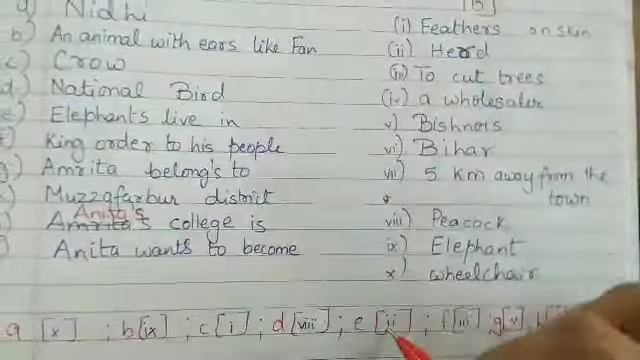 a) Nidhi
b) An animal with ears like Fan
c) Crow
d) National Bird
e) Elephants live in
King order to his people
g) Amrita belong's to
Muzzafarbur district
Anita's
Amrita's college is
Anita wants to become
[B]
(i) Feathers on skin
(ii) Herd
(iii) To cut trees
(iv) a wholesaler
v) Bishnois
vi) Bihar
vii) 5 km away from the
town
viii) Peacock
ix) Elephant
x) wheelchair
a [x] ; b[ix] ; c[i] ; d[viii] ; e[ii] ; f[iii] ; g[v]